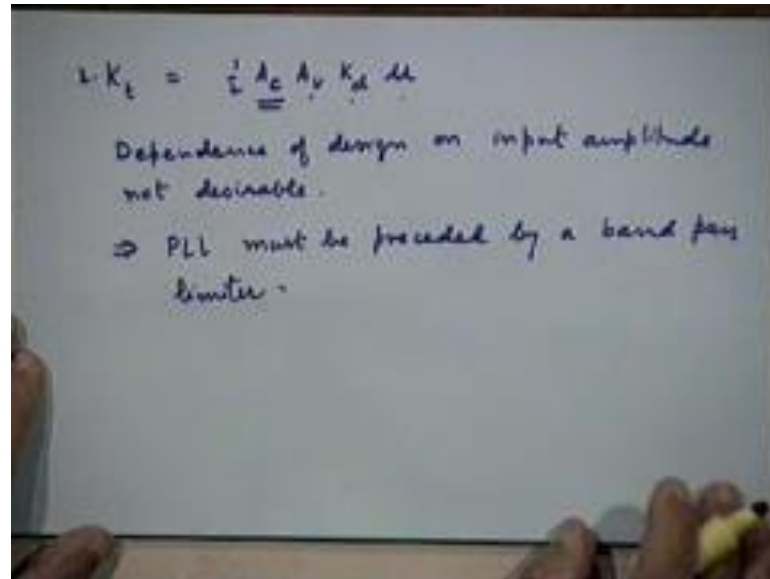 2. K_t = ½ A_c A_v K_d μ
Dependence of design on input amplitude
not desirable.
⇒ PLL must be preceded by a band pass
limiter.